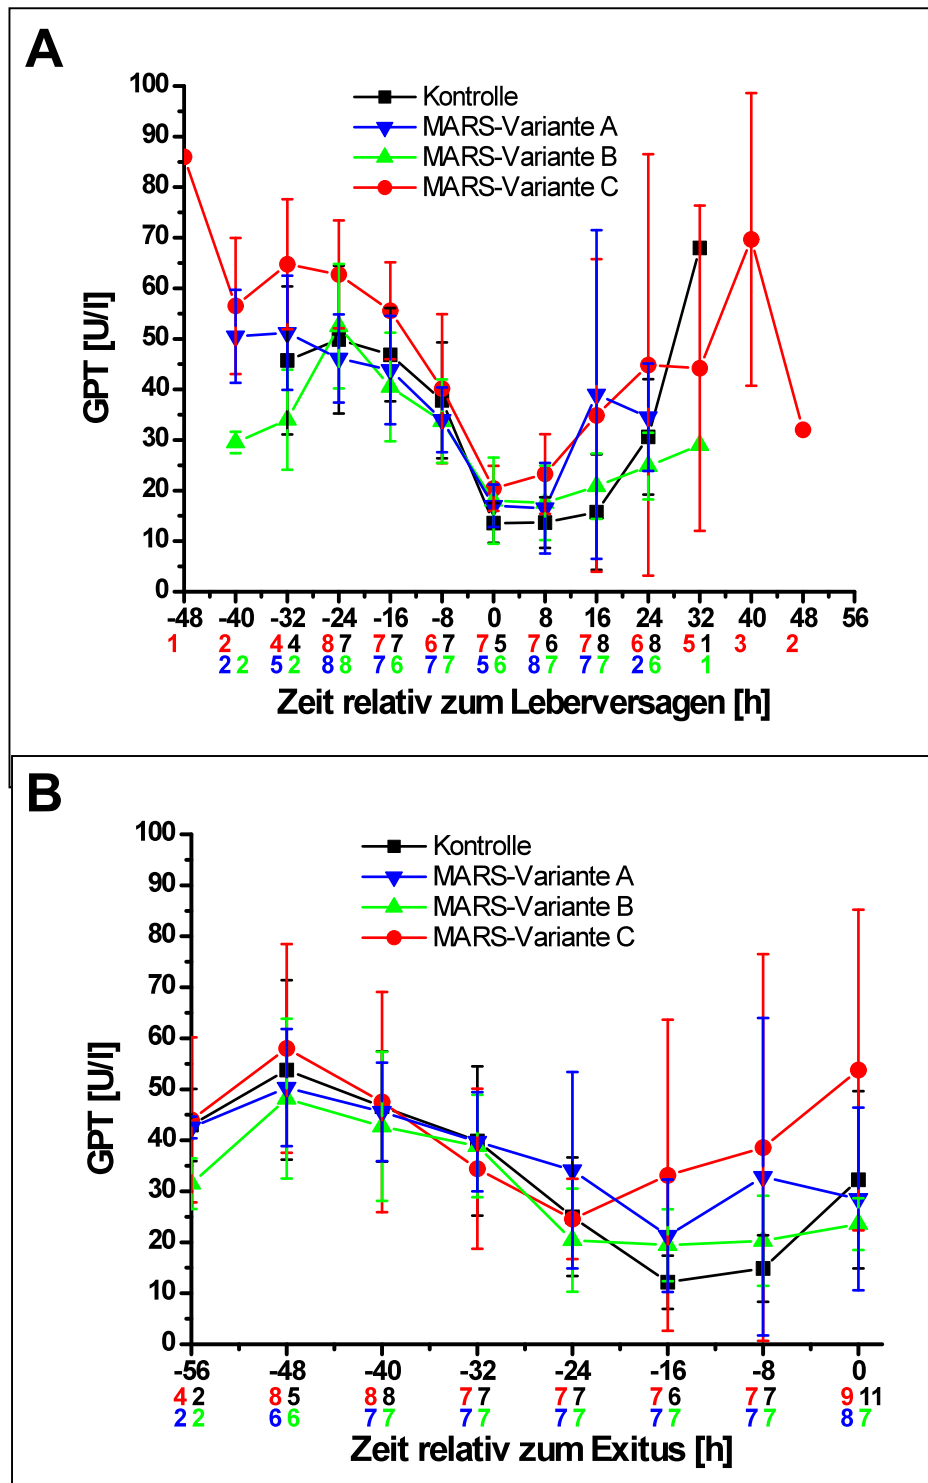 A
100
90
80
70
60
50
40
30
20
10
0
GPT [U/l]
Kontrolle
MARS-Variante A
MARS-Variante B
MARS-Variante C
-48 -40 -32 -24 -16 -8 0 8 16 24 32 40 48 56
1 2 4 4 8 7 7 7 6 7 7 5 7 6 7 8 6 8 5 1 3 2
2 2 5 2 8 8 7 6 7 7 5 6 8 7 7 7 2 6 1
Zeit relativ zum Leberversagen [h]
B
100
90
80
70
60
50
40
30
20
10
0
GPT [U/l]
Kontrolle
MARS-Variante A
MARS-Variante B
MARS-Variante C
-56 -48 -40 -32 -24 -16 -8 0
4 2 8 5 8 8 7 7 7 7 7 6 7 7 9 11
2 2 6 6 7 7 7 7 7 7 7 7 7 7 8 7
Zeit relativ zum Exitus [h]